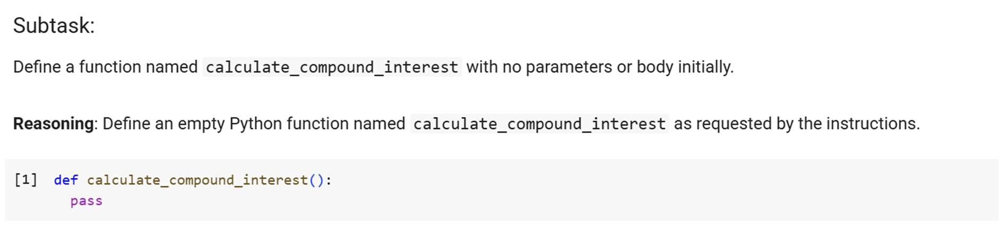 Subtask:
Define a function named calculate_compound_interest with no parameters or body initially.
Reasoning: Define an empty Python function named calculate_compound_interest as requested by the instructions.
[1] def calculate_compound_interest():
pass